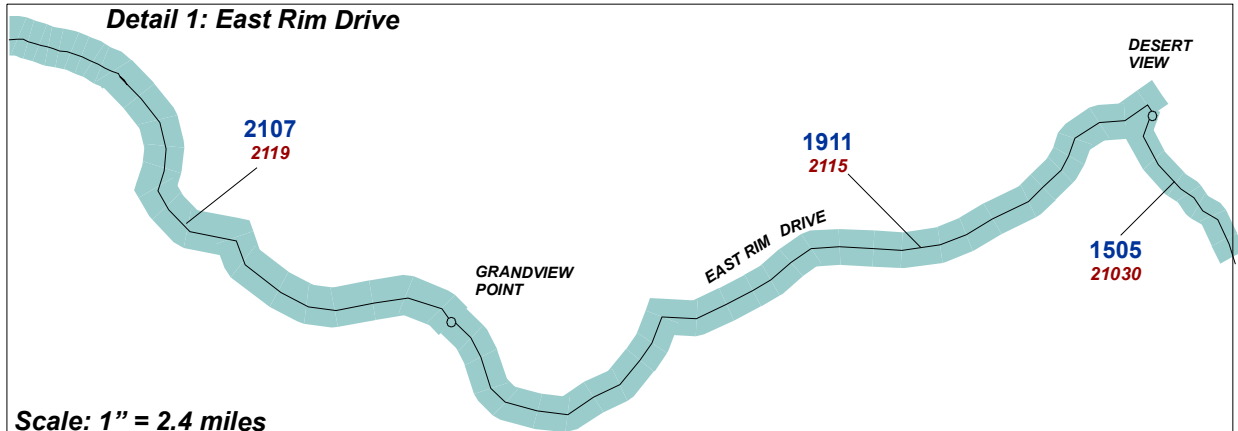 Detail 1: East Rim Drive
DESERT
VIEW
2107
2119
1911
2115
EAST RIM DRIVE
1505
21030
GRANDVIEW
POINT
Scale: 1” = 2.4 miles